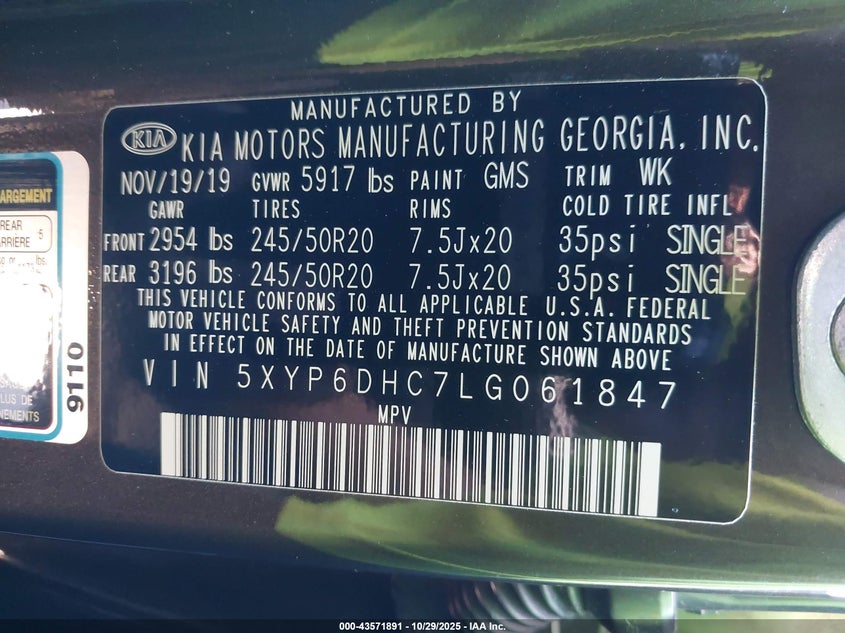 MANUFACTURED BY
KIA KIA MOTORS MANUFACTURING GEORGIA, INC.
NOV/19/19 GVWR 5917 lbs PAINT GMS TRIM WK
GAWR TIRES RIMS COLD TIRE INFL
FRONT 2954 lbs 245/50R20 7.5Jx20 35psi SINGLE
REAR 3196 lbs 245/50R20 7.5Jx20 35psi SINGLE
THIS VEHICLE CONFORMS TO ALL APPLICABLE U.S.A. FEDERAL
MOTOR VEHICLE SAFETY AND THEFT PREVENTION STANDARDS
IN EFFECT ON THE DATE OF MANUFACTURE SHOWN ABOVE
VIN 5XYP6DHC7LG061847
MPV
REAR
5
9110
000-43571891 - 10/29/2025 - IAA Inc.